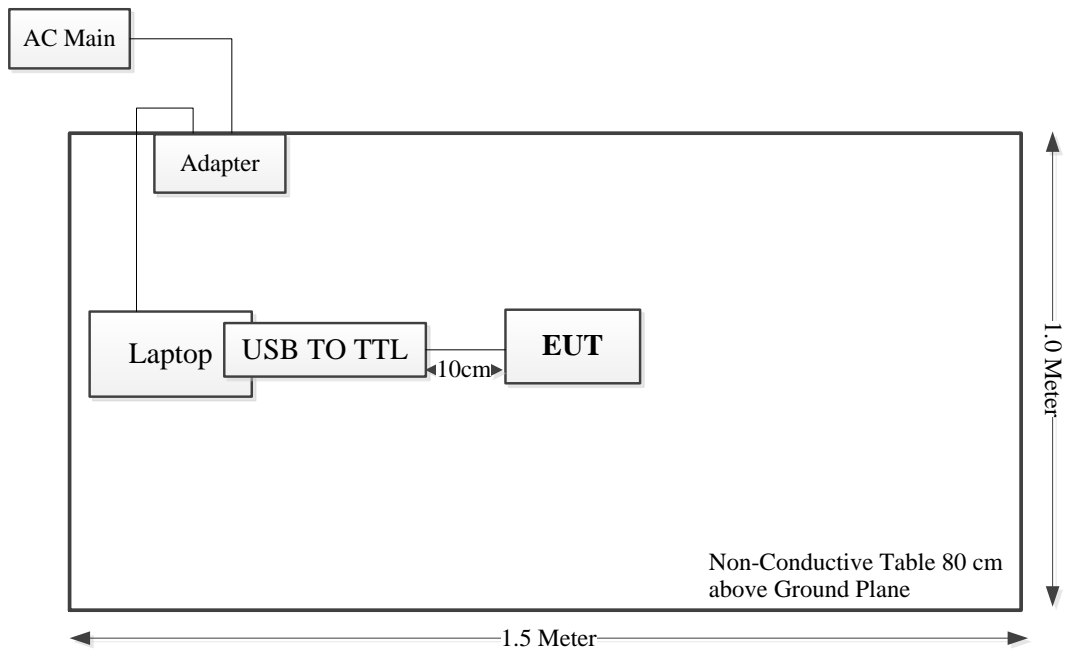 AC Main
Adapter
Laptop
USB TO TTL
EUT
10cm
1.0 Meter
Non-Conductive Table 80 cm
above Ground Plane
1.5 Meter